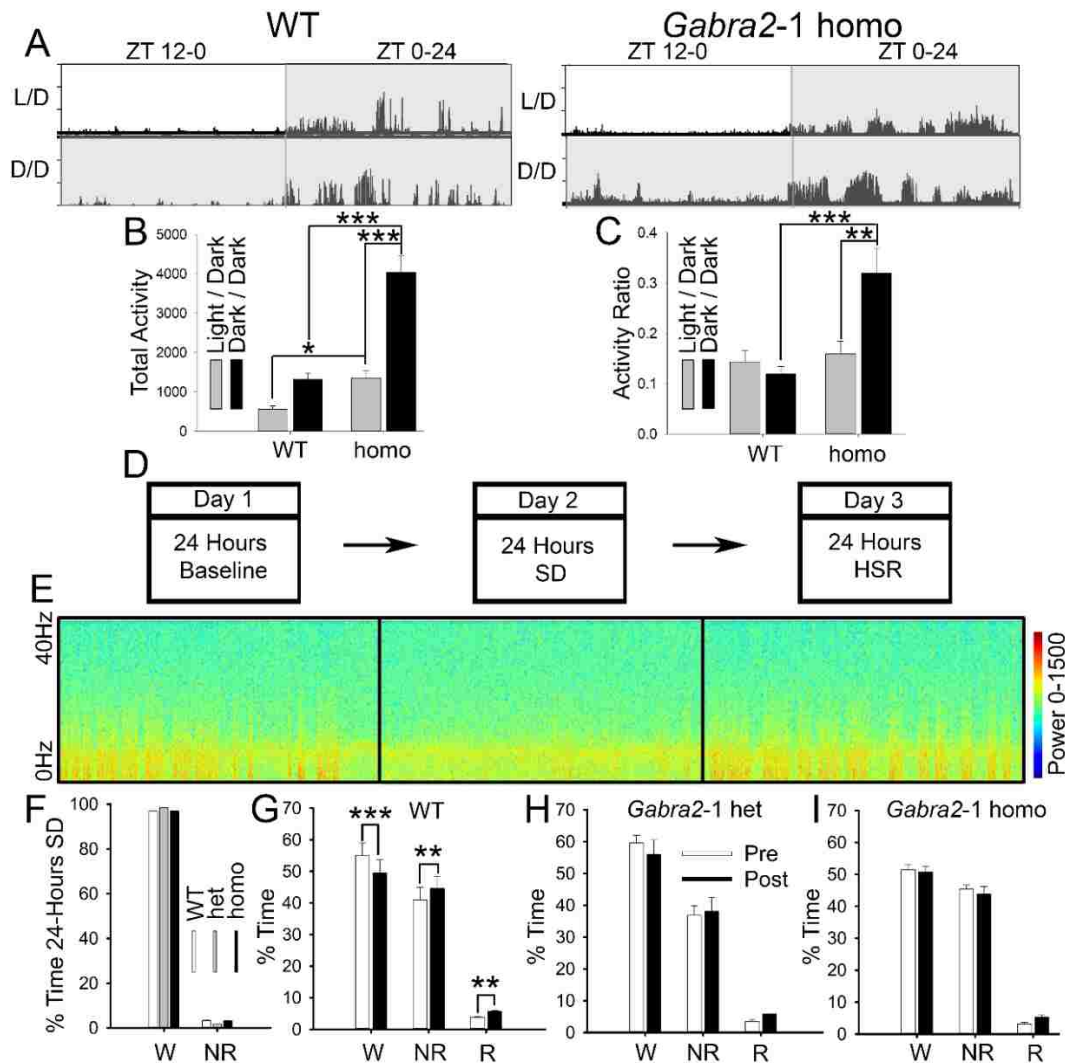 WT
Gabra2-1 homo
A
ZT 12-0
ZT 0-24
ZT 12-0
ZT 0-24
L/D
D/D
L/D
D/D
B
Total Activity
5000
4000
3000
2000
1000
0
Light / Dark
Dark / Dark
*
***
***
WT
homo
C
Activity Ratio
0.4
0.3
0.2
0.1
0.0
Light / Dark
Dark / Dark
***
**
WT
homo
D
Day 1
24 Hours
Baseline
Day 2
24 Hours
SD
Day 3
24 Hours
HSR
E
40Hz
0Hz
Power 0-1500
F
% Time 24-Hours SD
100
80
60
40
20
0
WT
het
homo
W
NR
G
WT
% Time
70
60
50
40
30
20
10
0
***
**
**
W
NR
R
H
Gabra2-1 het
% Time
70
60
50
40
30
20
10
0
Pre
Post
W
NR
R
I
Gabra2-1 homo
% Time
70
60
50
40
30
20
10
0
W
NR
R